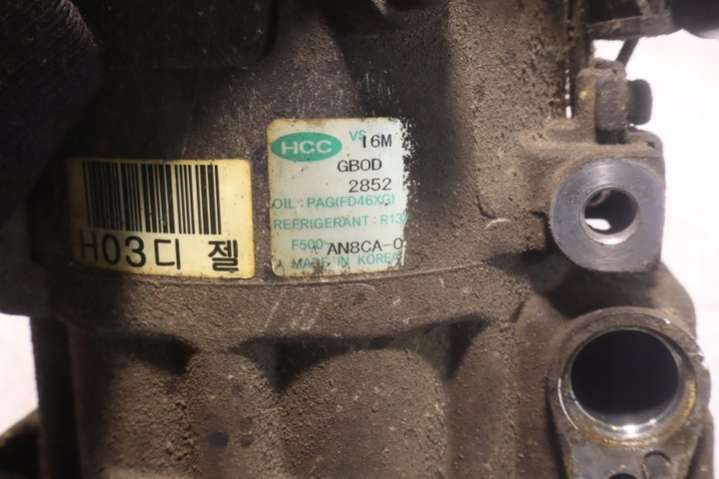 HCC VS 16M
GBOD
2852
OIL : PAG(FD46XG)
REFRIGERANT : R13
F500 AN8CA-0
MADE IN KOREA
H03디 젤